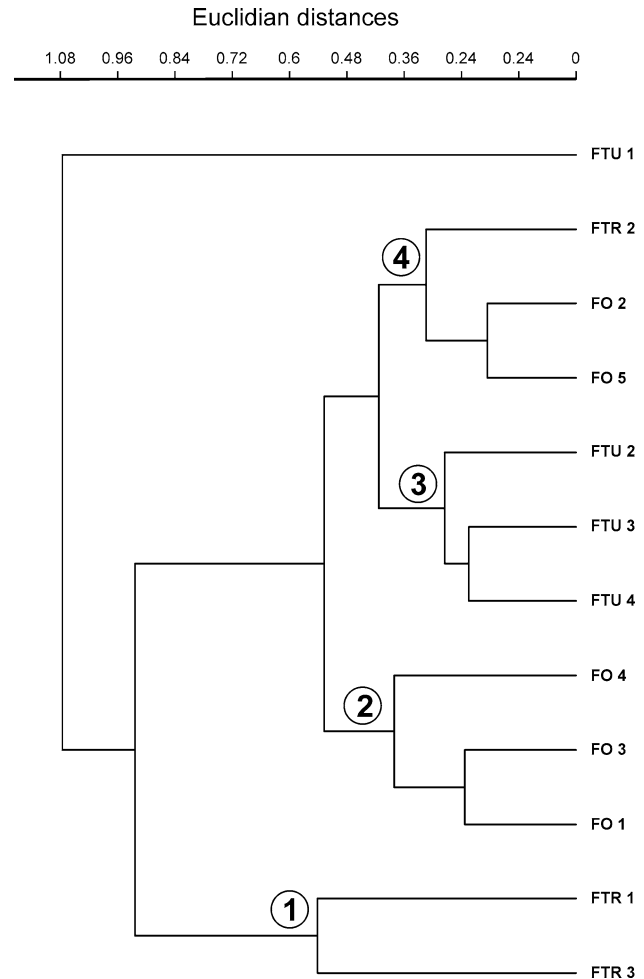 Euclidian distances
1.08 0.96 0.84 0.72 0.6 0.48 0.36 0.24 0.24 0
FTU 1
FTR 2
4
FO 2
FO 5
FTU 2
3
FTU 3
FTU 4
FO 4
2
FO 3
FO 1
FTR 1
1
FTR 3